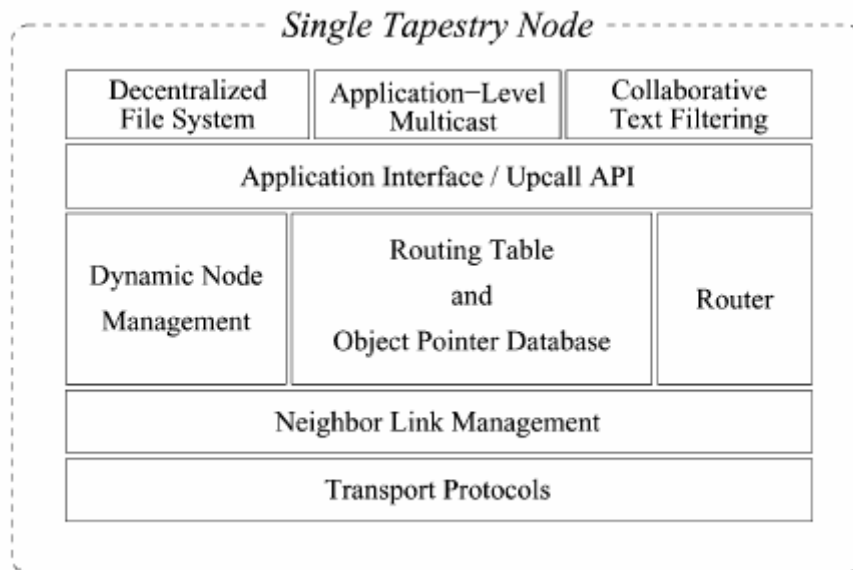 Single Tapestry Node
Decentralized
File System
Application−Level
Multicast
Collaborative
Text Filtering
Application Interface / Upcall API
Dynamic Node
Management
Routing Table
and
Object Pointer Database
Router
Neighbor Link Management
Transport Protocols